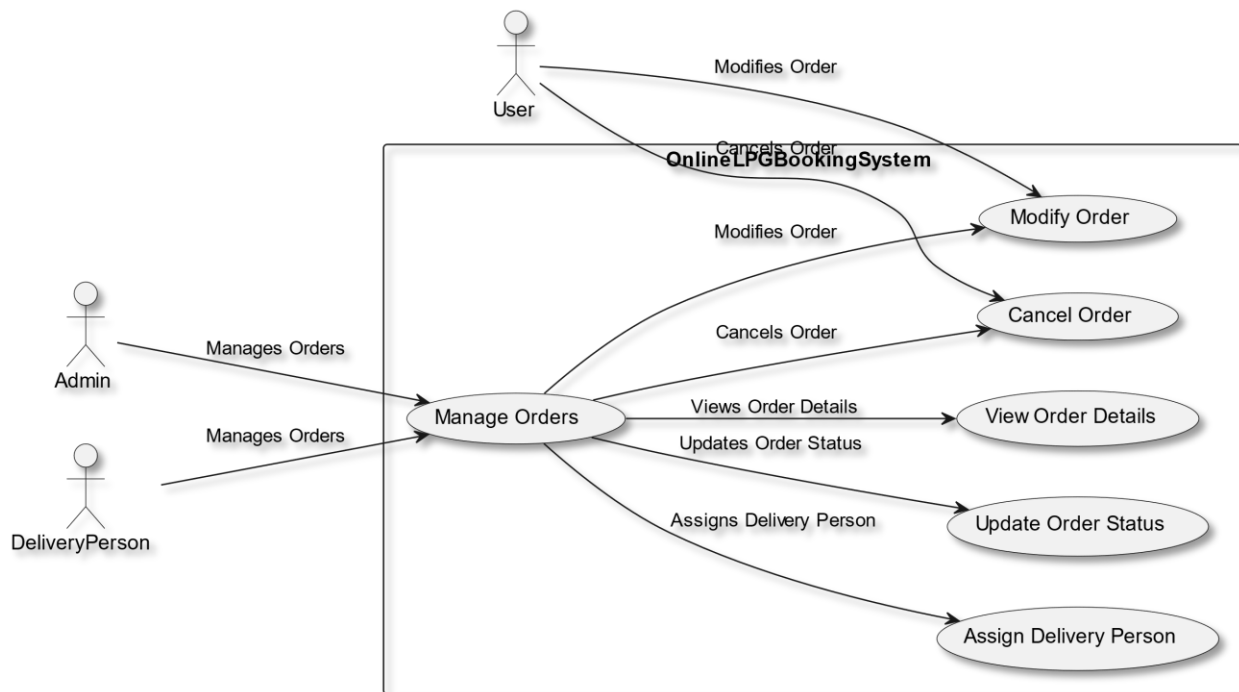 Modifies Order
User
Cancels Order
OnlineLPGBookingSystem
Modify Order
Modifies Order
Cancel Order
Cancels Order
Manages Orders
Admin
Views Order Details
View Order Details
Manage Orders
Manages Orders
Updates Order Status
Assigns Delivery Person
Update Order Status
DeliveryPerson
Assign Delivery Person